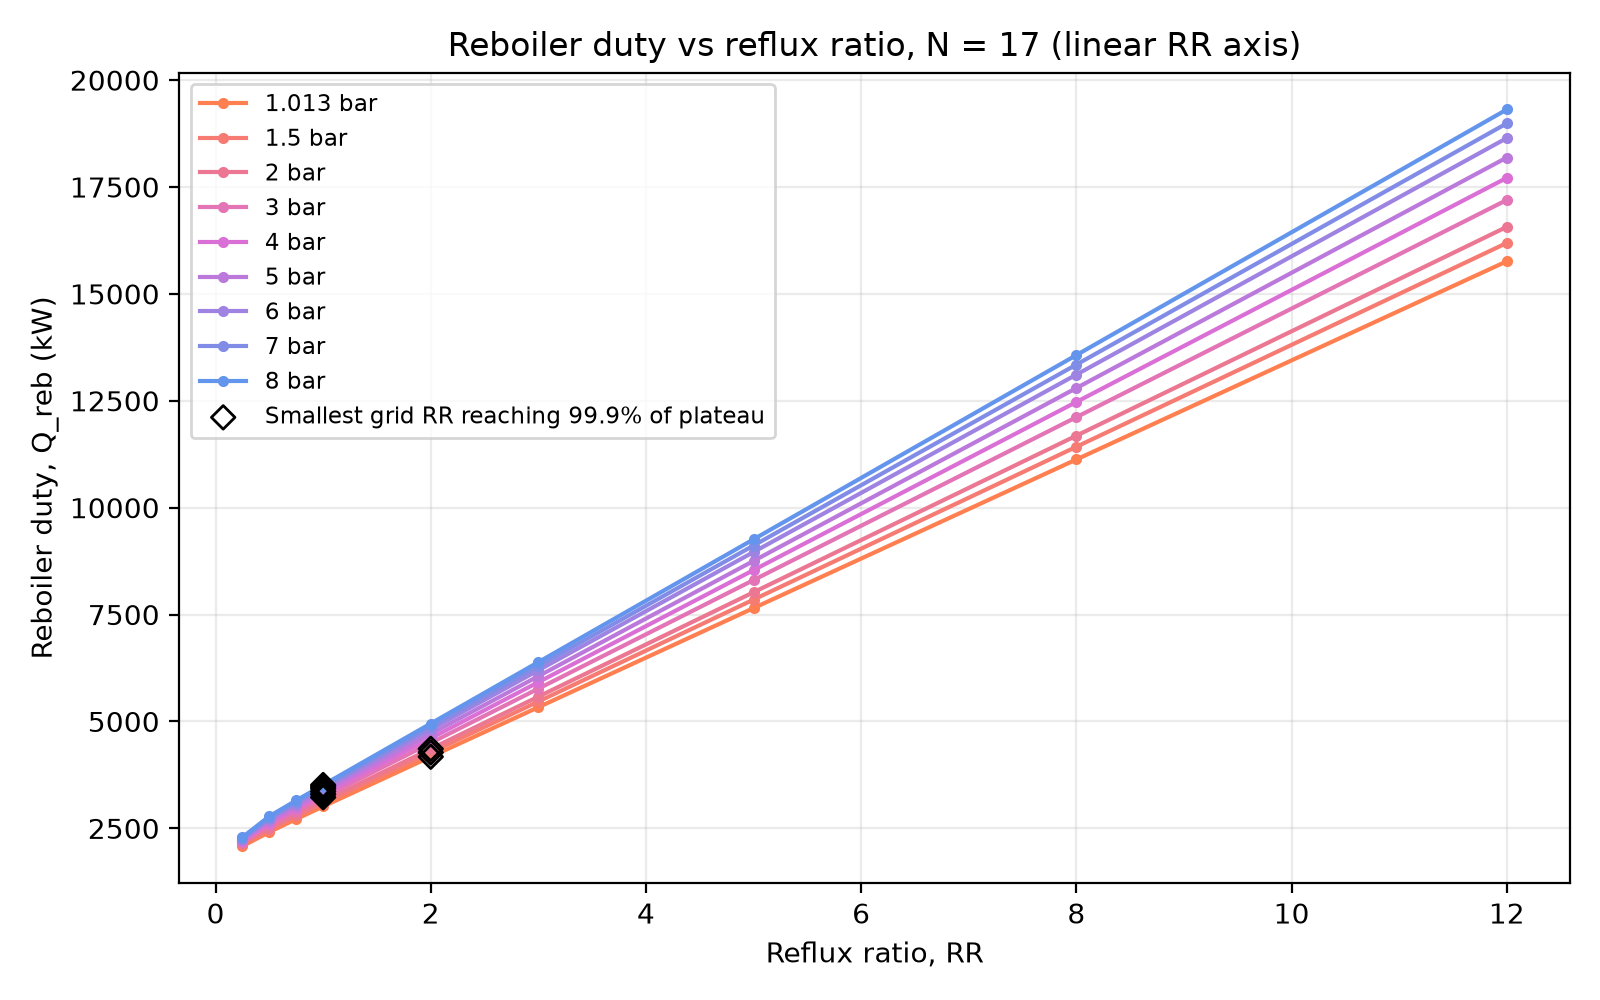 Reboiler duty vs reflux ratio, N = 17 (linear RR axis)
20000
17500
15000
12500
10000
7500
5000
2500
Reboiler duty, Q_reb (kW)
1.013 bar
1.5 bar
2 bar
3 bar
4 bar
5 bar
6 bar
7 bar
8 bar
Smallest grid RR reaching 99.9% of plateau
0 2 4 6 8 10 12
Reflux ratio, RR